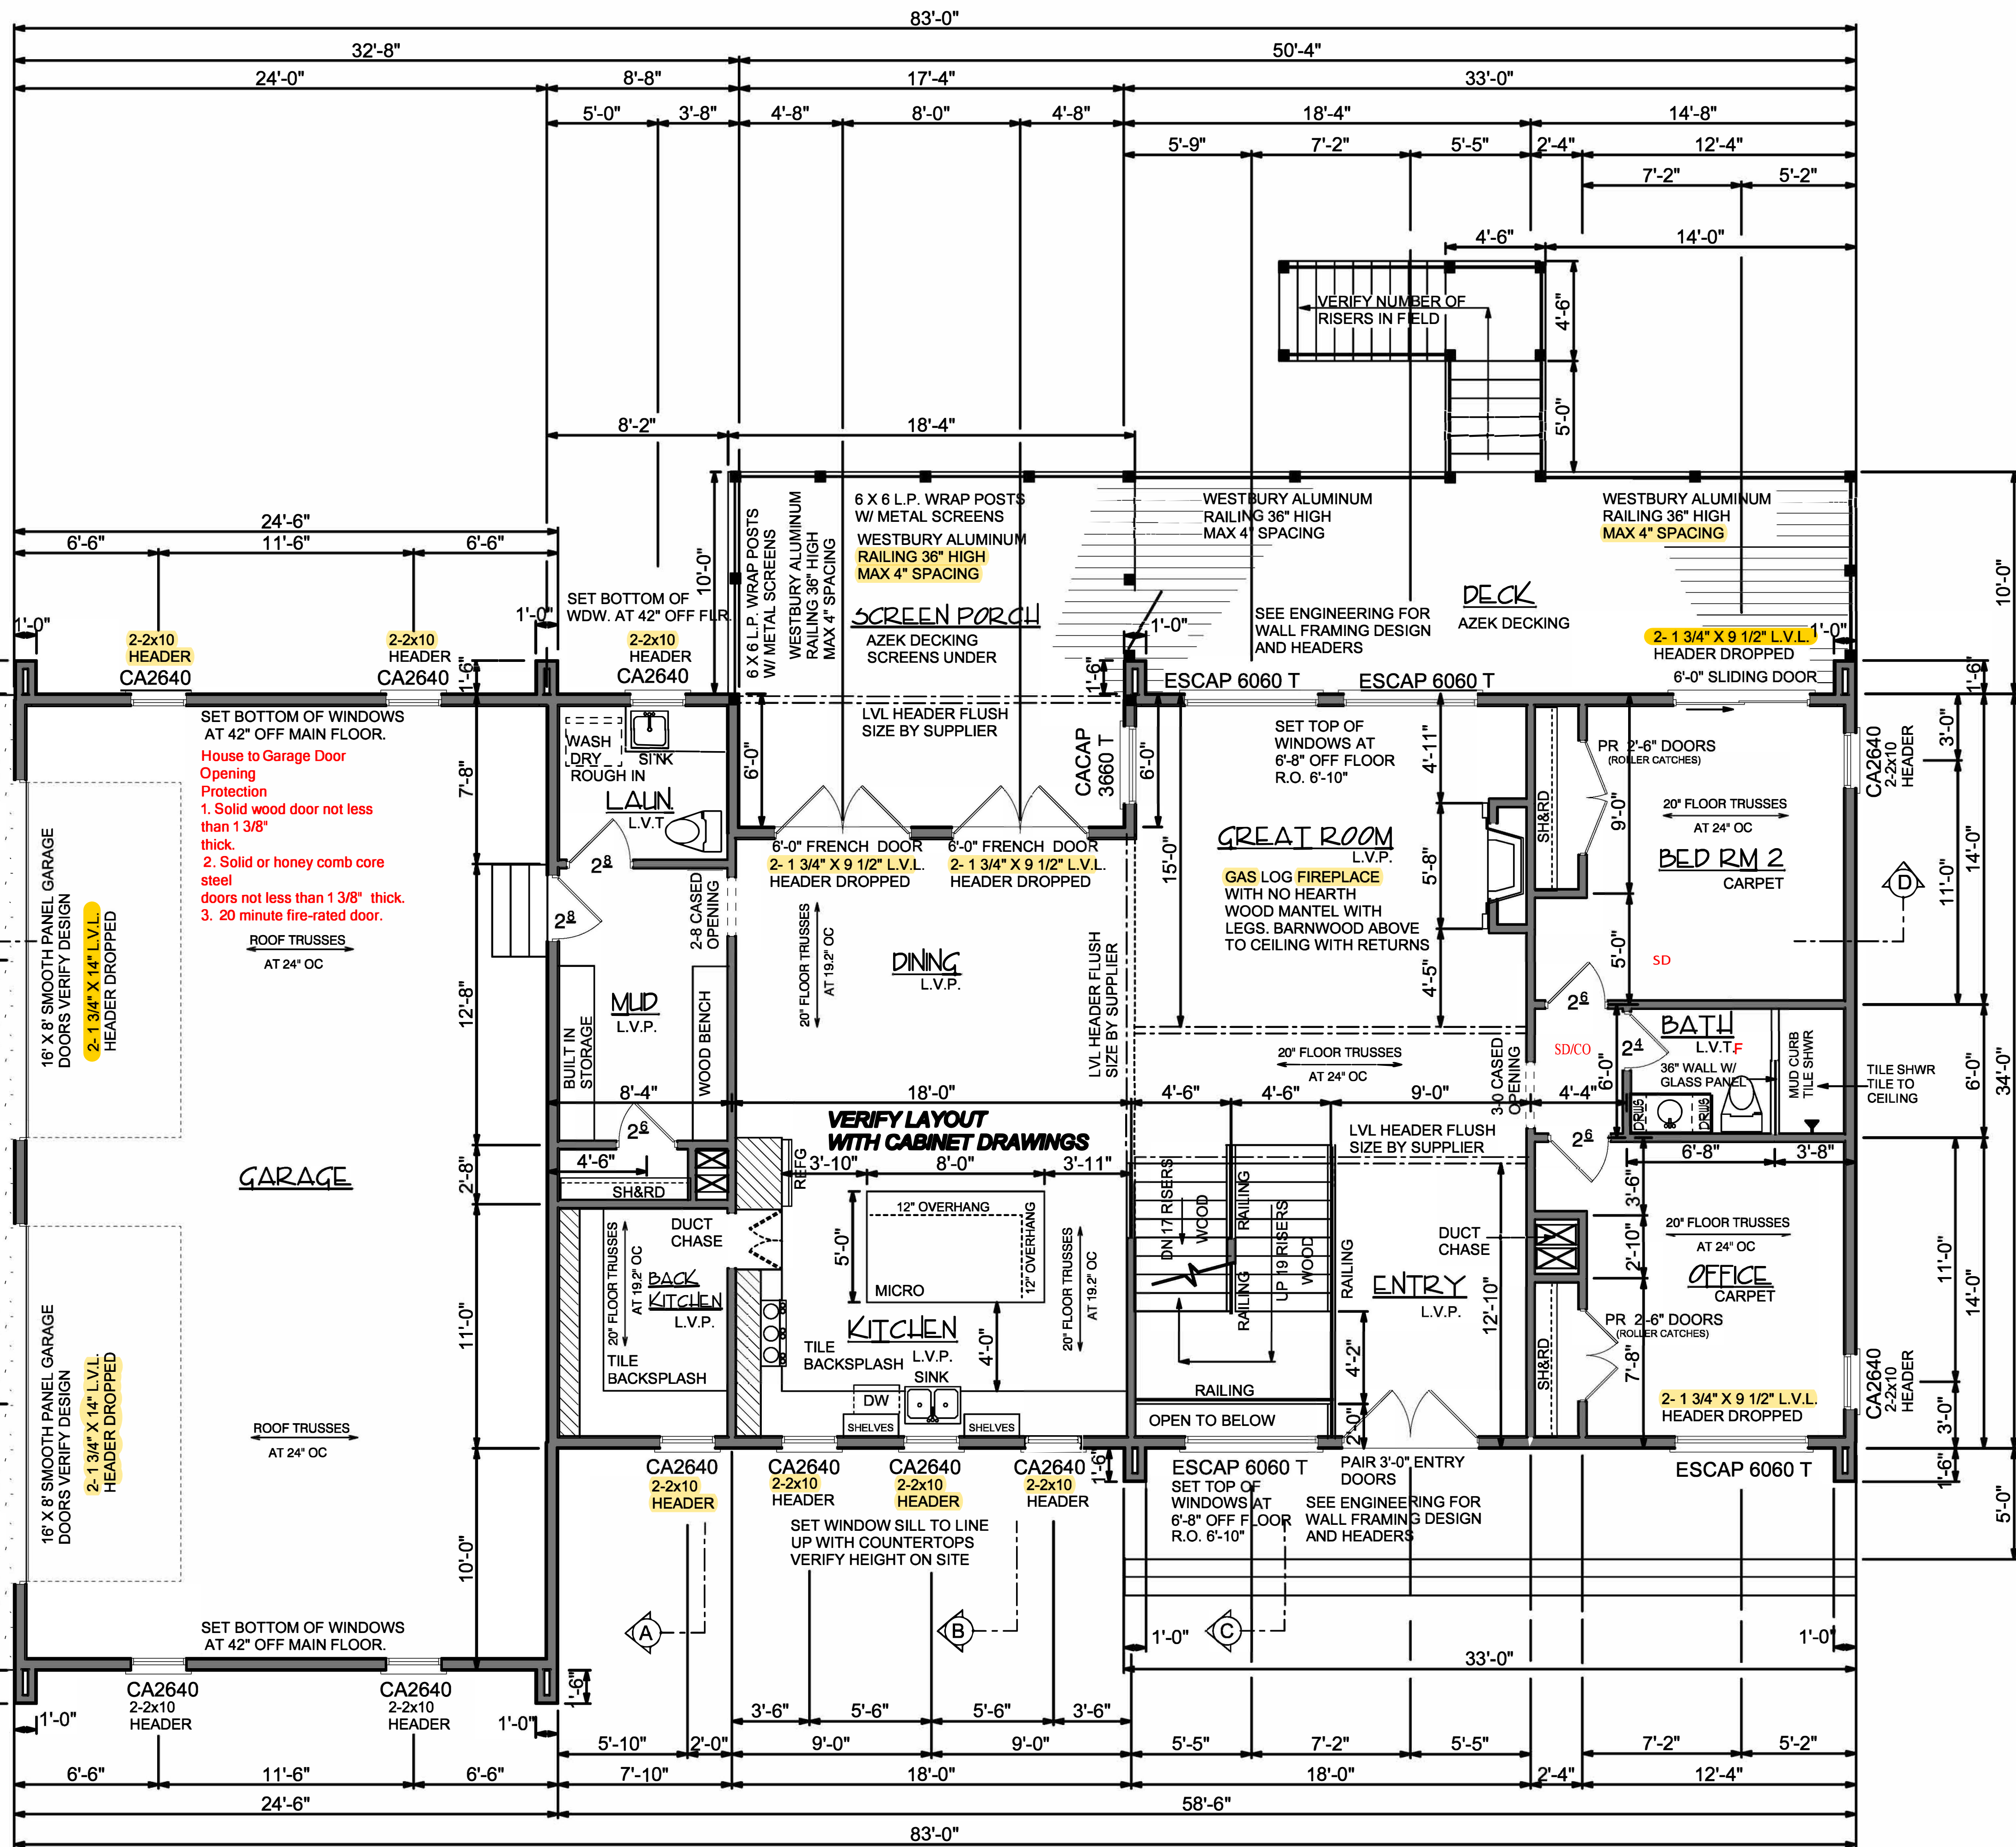 83'-0"
32'-8" 50'-4"
24'-0" 8'-8" 17'-4" 33'-0"
5'-0" 3'-8" 4'-8" 8'-0" 4'-8" 18'-4" 14'-8"
5'-9" 7'-2" 5'-5" 2'-4" 12'-4"
7'-2" 5'-2"
4'-6" 14'-0"
VERIFY NUMBER OF
RISERS IN FIELD
4'-6"
5'-0"
8'-2" 18'-4"
24'-6"
6'-6" 11'-6" 6'-6"
1'-0"
2-2x10
HEADER
CA2640
2-2x10
HEADER
CA2640
1'-0"
1'-6"
SET BOTTOM OF
WDW. AT 42" OFF FLR.
2-2x10
HEADER
CA2640
10'-0"
6 X 6 L.P. WRAP POSTS
W/ METAL SCREENS
WESTBURY ALUMINUM
RAILING 36" HIGH
MAX 4" SPACING
6 X 6 L.P. WRAP POSTS
W/ METAL SCREENS
WESTBURY ALUMINUM
RAILING 36" HIGH
MAX 4" SPACING
SCREEN PORCH
AZEK DECKING
SCREENS UNDER
LVL HEADER FLUSH
SIZE BY SUPPLIER
WESTBURY ALUMINUM
RAILING 36" HIGH
MAX 4" SPACING
WESTBURY ALUMINUM
RAILING 36" HIGH
MAX 4" SPACING
DECK
AZEK DECKING
SEE ENGINEERING FOR
WALL FRAMING DESIGN
AND HEADERS
1'-0"
1'-6"
2- 1 3/4" X 9 1/2" L.V.L.
HEADER DROPPED
6'-0" SLIDING DOOR
1'-0"
1'-6"
10'-0"
ESCAP 6060 T
ESCAP 6060 T
SET BOTTOM OF WINDOWS
AT 42" OFF MAIN FLOOR.
House to Garage Door
Opening
Protection
1. Solid wood door not less
than 1 3/8"
thick.
2. Solid or honey comb core
steel
doors not less than 1 3/8" thick.
3. 20 minute fire-rated door.
ROOF TRUSSES
AT 24" OC
16' X 8' SMOOTH PANEL GARAGE
DOORS VERIFY DESIGN
2- 1 3/4" X 14" L.V.L.
HEADER DROPPED
7'-8"
12'-8"
2'-8"
11'-0"
10'-0"
WASH
DRY
ROUGH IN
SINK
LAUN.
L.V.T.
2 8
2 8
6'-0"
6'-0"
CACAP
3660 T
6'-0" FRENCH DOOR
2- 1 3/4" X 9 1/2" L.V.L.
HEADER DROPPED
6'-0" FRENCH DOOR
2- 1 3/4" X 9 1/2" L.V.L.
HEADER DROPPED
SET TOP OF
WINDOWS AT
6'-8" OFF FLOOR
R.O. 6'-10"
4'-11"
5'-8"
4'-5"
15'-0"
GREAT ROOM
L.V.P.
GAS LOG FIREPLACE
WITH NO HEARTH
WOOD MANTEL WITH
LEGS. BARNWOOD ABOVE
TO CEILING WITH RETURNS
SH&RD
PR 2'-6" DOORS
(ROLLER CATCHES)
9'-0"
5'-0"
20" FLOOR TRUSSES
AT 24" OC
BED RM 2
CARPET
SD
CA2640
2-2x10
HEADER
3'-0"
11'-0"
14'-0"
6'-0"
34'-0"
D
2-8 CASED
OPENING
20" FLOOR TRUSSES
AT 19.2" OC
DINING
L.V.P.
LVL HEADER FLUSH
SIZE BY SUPPLIER
MUD
L.V.P.
BUILT IN
STORAGE
WOOD BENCH
8'-4" 18'-0" 4'-6" 4'-6" 9'-0" 4'-4"
20" FLOOR TRUSSES
AT 24" OC
3-0 CASED
OPENING
SD/CO
2 6
2 4
6'-0"
BATH
L.V.T.F
36" WALL W/
GLASS PANEL
MUD CURB
TILE SHWR
TILE SHWR
TILE TO
CEILING
DRWS
DRWS
2 6
6'-8" 3'-8"
VERIFY LAYOUT
WITH CABINET DRAWINGS
2 6
4'-6"
SH&RD
REFG
3'-10" 8'-0" 3'-11"
GARAGE
DUCT
CHASE
12" OVERHANG
12" OVERHANG
5'-0"
MICRO
20" FLOOR TRUSSES
AT 19.2" OC
BACK
KITCHEN
L.V.P.
TILE
BACKSPLASH
20" FLOOR TRUSSES
AT 19.2" OC
KITCHEN
L.V.P.
TILE
BACKSPLASH
4'-0"
SINK
DW
SHELVES
SHELVES
LVL HEADER FLUSH
SIZE BY SUPPLIER
DN 17 RISERS
WOOD
RAILING
RAILING
UP 19 RISERS
WOOD
RAILING
RAILING
OPEN TO BELOW
4'-2"
2'-0"
ENTRY
L.V.P.
12'-10"
DUCT
CHASE
3'-6"
2'-10"
7'-8"
20" FLOOR TRUSSES
AT 24" OC
OFFICE
CARPET
PR 2'-6" DOORS
(ROLLER CATCHES)
SH&RD
2- 1 3/4" X 9 1/2" L.V.L.
HEADER DROPPED
CA2640
2-2x10
HEADER
11'-0"
3'-0"
14'-0"
1'-6"
5'-0"
16' X 8' SMOOTH PANEL GARAGE
DOORS VERIFY DESIGN
2- 1 3/4" X 14" L.V.L.
HEADER DROPPED
ROOF TRUSSES
AT 24" OC
CA2640
2-2x10
HEADER
CA2640
2-2x10
HEADER
CA2640
2-2x10
HEADER
CA2640
2-2x10
HEADER
1'-6"
ESCAP 6060 T
SET TOP OF
WINDOWS AT
6'-8" OFF FLOOR
R.O. 6'-10"
PAIR 3'-0" ENTRY
DOORS
SEE ENGINEERING FOR
WALL FRAMING DESIGN
AND HEADERS
ESCAP 6060 T
SET WINDOW SILL TO LINE
UP WITH COUNTERTOPS
VERIFY HEIGHT ON SITE
A
B
C
SET BOTTOM OF WINDOWS
AT 42" OFF MAIN FLOOR.
CA2640
2-2x10
HEADER
CA2640
2-2x10
HEADER
1'-0"
1'-0"
1'-6"
1'-0"
1'-0"
33'-0"
3'-6" 5'-6" 5'-6" 3'-6"
5'-10" 2'-0" 9'-0" 9'-0" 5'-5" 7'-2" 5'-5" 7'-2" 5'-2"
6'-6" 11'-6" 6'-6" 7'-10" 18'-0" 18'-0" 2'-4" 12'-4"
24'-6" 58'-6"
83'-0"